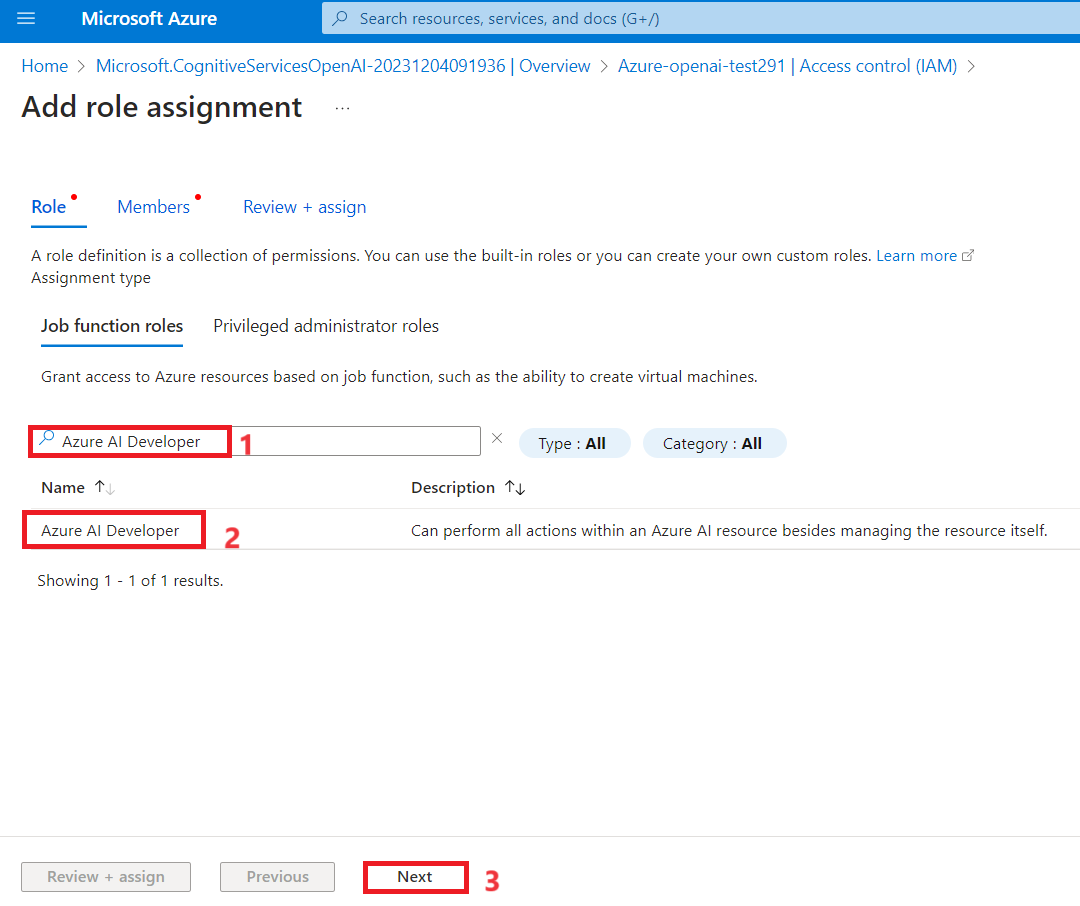 Microsoft Azure
Search resources, services, and docs (G+/)
Home > Microsoft.CognitiveServicesOpenAI-20231204091936 | Overview > Azure-openai-test291 | Access control (IAM) >
Add role assignment ...
Role Members Review + assign
A role definition is a collection of permissions. You can use the built-in roles or you can create your own custom roles. Learn more
Assignment type
Job function roles Privileged administrator roles
Grant access to Azure resources based on job function, such as the ability to create virtual machines.
Azure AI Developer 1 Type : All Category : All
Name ↑↓ Description ↑↓
Azure AI Developer 2 Can perform all actions within an Azure AI resource besides managing the resource itself.
Showing 1 - 1 of 1 results.
Review + assign Previous Next 3